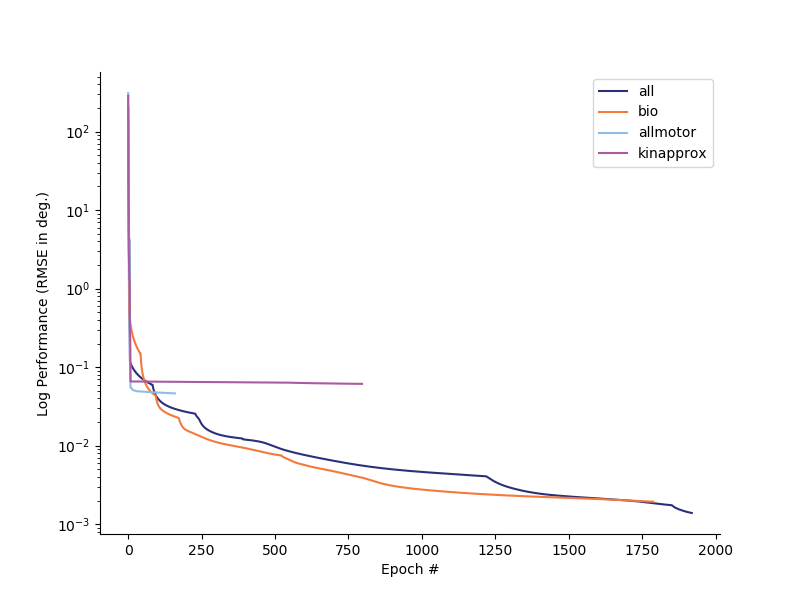 all
bio
allmotor
kinapprox
Log Performance (RMSE in deg.)
10²
10¹
10⁰
10⁻¹
10⁻²
10⁻³
0 250 500 750 1000 1250 1500 1750 2000
Epoch #